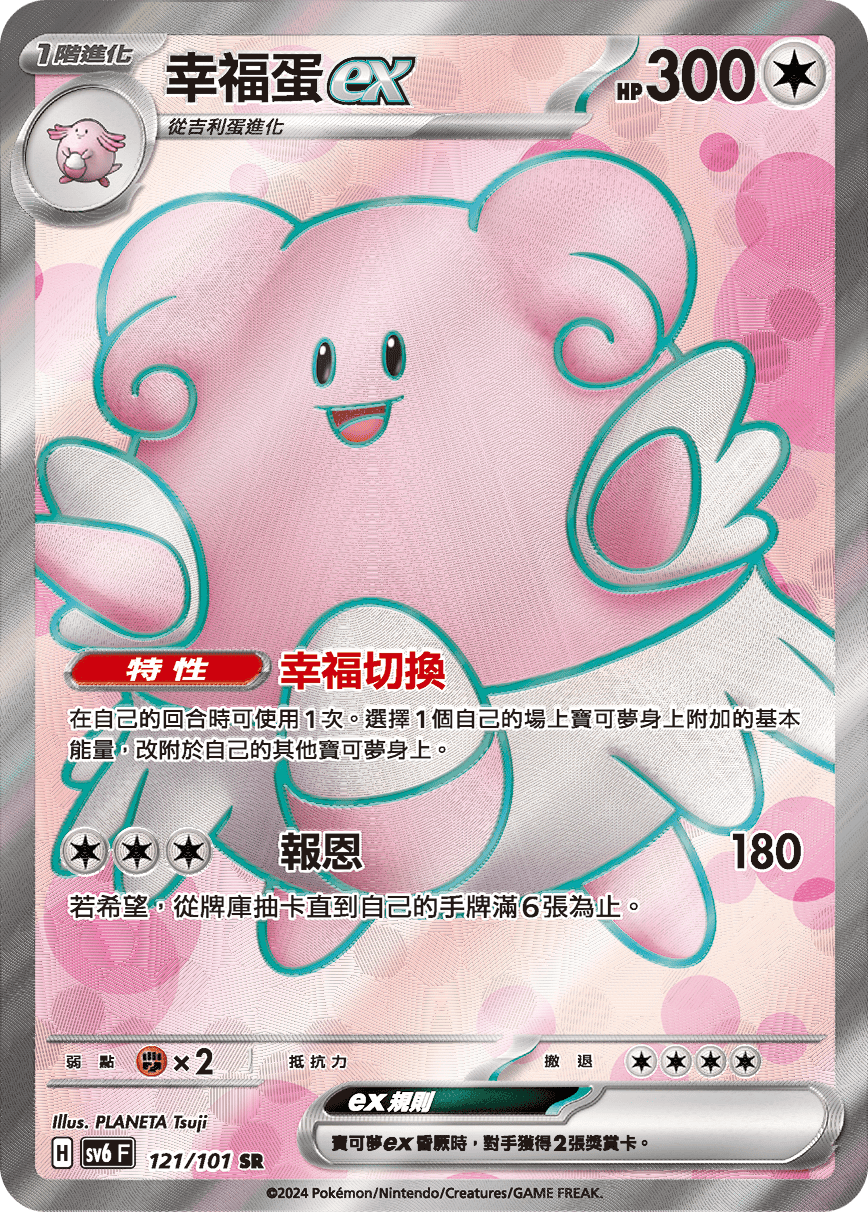 1階進化
幸福蛋ex
HP300
從吉利蛋進化
特性 幸福切換
在自己的回合時可使用1次。選擇1個自己的場上寶可夢身上附加的基本
能量,改附於自己的其他寶可夢身上。
報恩 180
若希望,從牌庫抽卡直到自己的手牌滿6張為止。
弱點 ×2 抵抗力 撤退
ex規則
寶可夢ex昏厥時,對手獲得2張獎賞卡。
Illus. PLANETA Tsuji
H sv6 F 121/101 SR
©2024 Pokémon/Nintendo/Creatures/GAME FREAK.